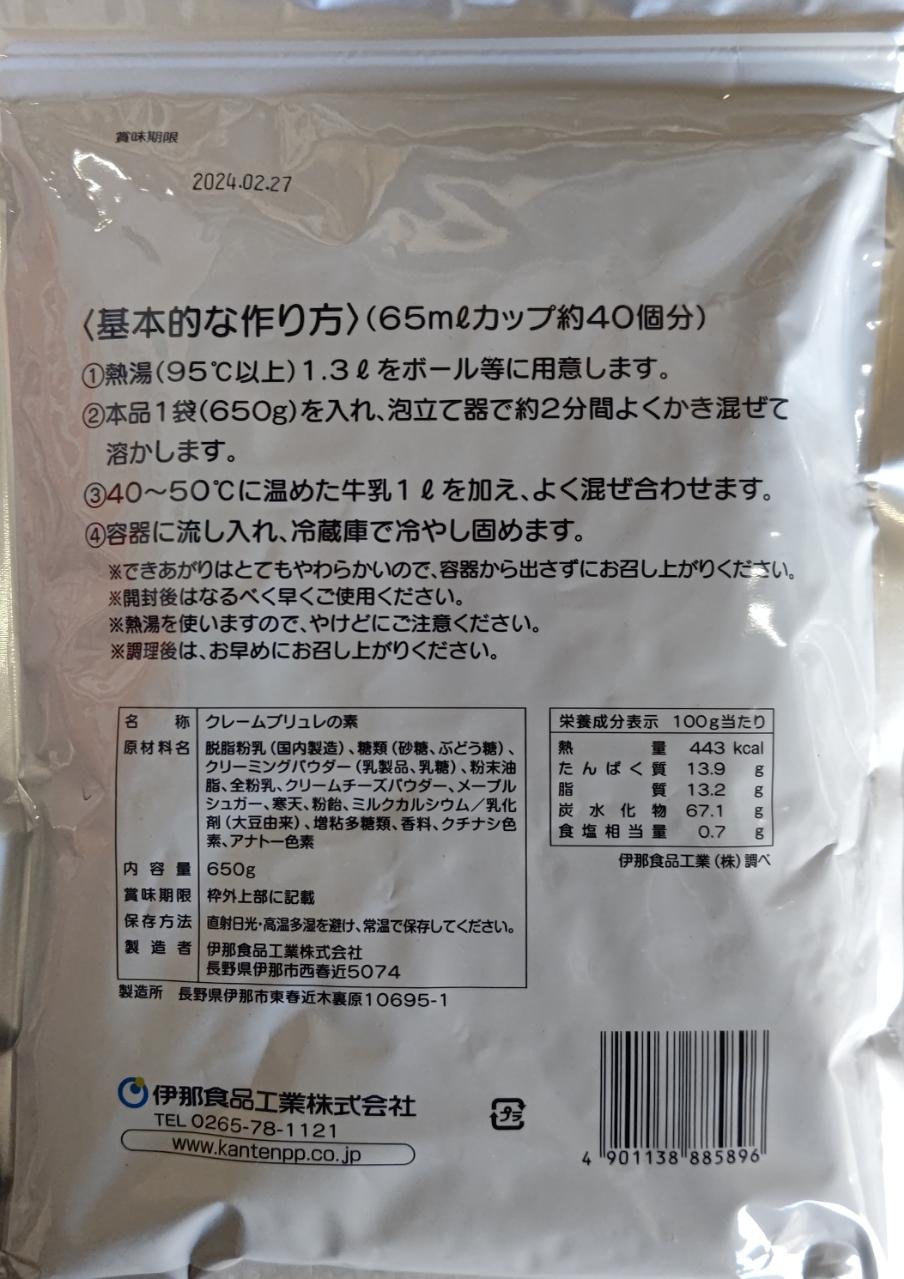 賞味期限
2024.02.27
〈基本的な作り方〉(65mℓカップ約40個分)
①熱湯(95℃以上)1.3ℓをボール等に用意します。
②本品1袋(650g)を入れ、泡立て器で約2分間よくかき混ぜて
溶かします。
③40〜50℃に温めた牛乳1ℓを加え、よく混ぜ合わせます。
④容器に流し入れ、冷蔵庫で冷やし固めます。
※できあがりはとてもやわらかいので、容器から出さずにお召し上がりください。
※開封後はなるべく早くご使用ください。
※熱湯を使いますので、やけどにご注意ください。
※調理後は、お早めにお召し上がりください。
名称 クレームブリュレの素
原材料名 脱脂粉乳(国内製造)、糖類(砂糖、ぶどう糖)、
クリーミングパウダー(乳製品、乳糖)、粉末油
脂、全粉乳、クリームチーズパウダー、メープル
シュガー、寒天、粉飴、ミルクカルシウム/乳化
剤(大豆由来)、増粘多糖類、香料、クチナシ色
素、アナトー色素
内容量 650g
賞味期限 枠外上部に記載
保存方法 直射日光・高温多湿を避け、常温で保存してください。
製造者 伊那食品工業株式会社
長野県伊那市西春近5074
製造所 長野県伊那市東春近木裏原10695-1
栄養成分表示 100g当たり
熱量 443 kcal
たんぱく質 13.9 g
脂質 13.2 g
炭水化物 67.1 g
食塩相当量 0.7 g
伊那食品工業(株)調べ
伊那食品工業株式会社
TEL 0265-78-1121
www.kantenpp.co.jp
プラ
4 901138 885896